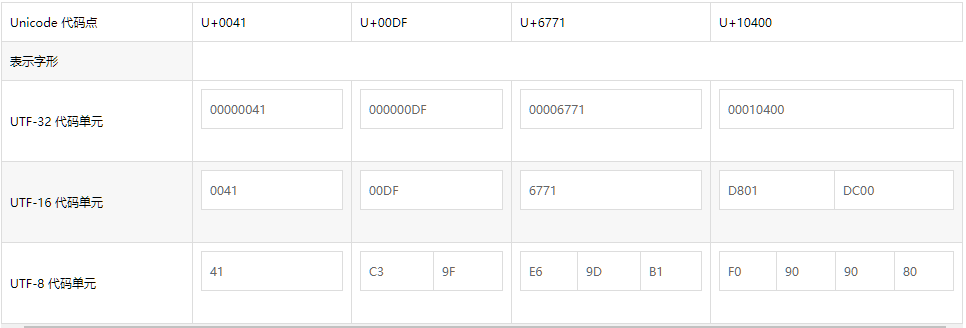 Unicode 代码点 U+0041 U+00DF U+6771 U+10400
表示字形
UTF-32 代码单元 00000041 000000DF 00006771 00010400
UTF-16 代码单元 0041 00DF 6771 D801 DC00
UTF-8 代码单元 41 C3 9F E6 9D B1 F0 90 90 80